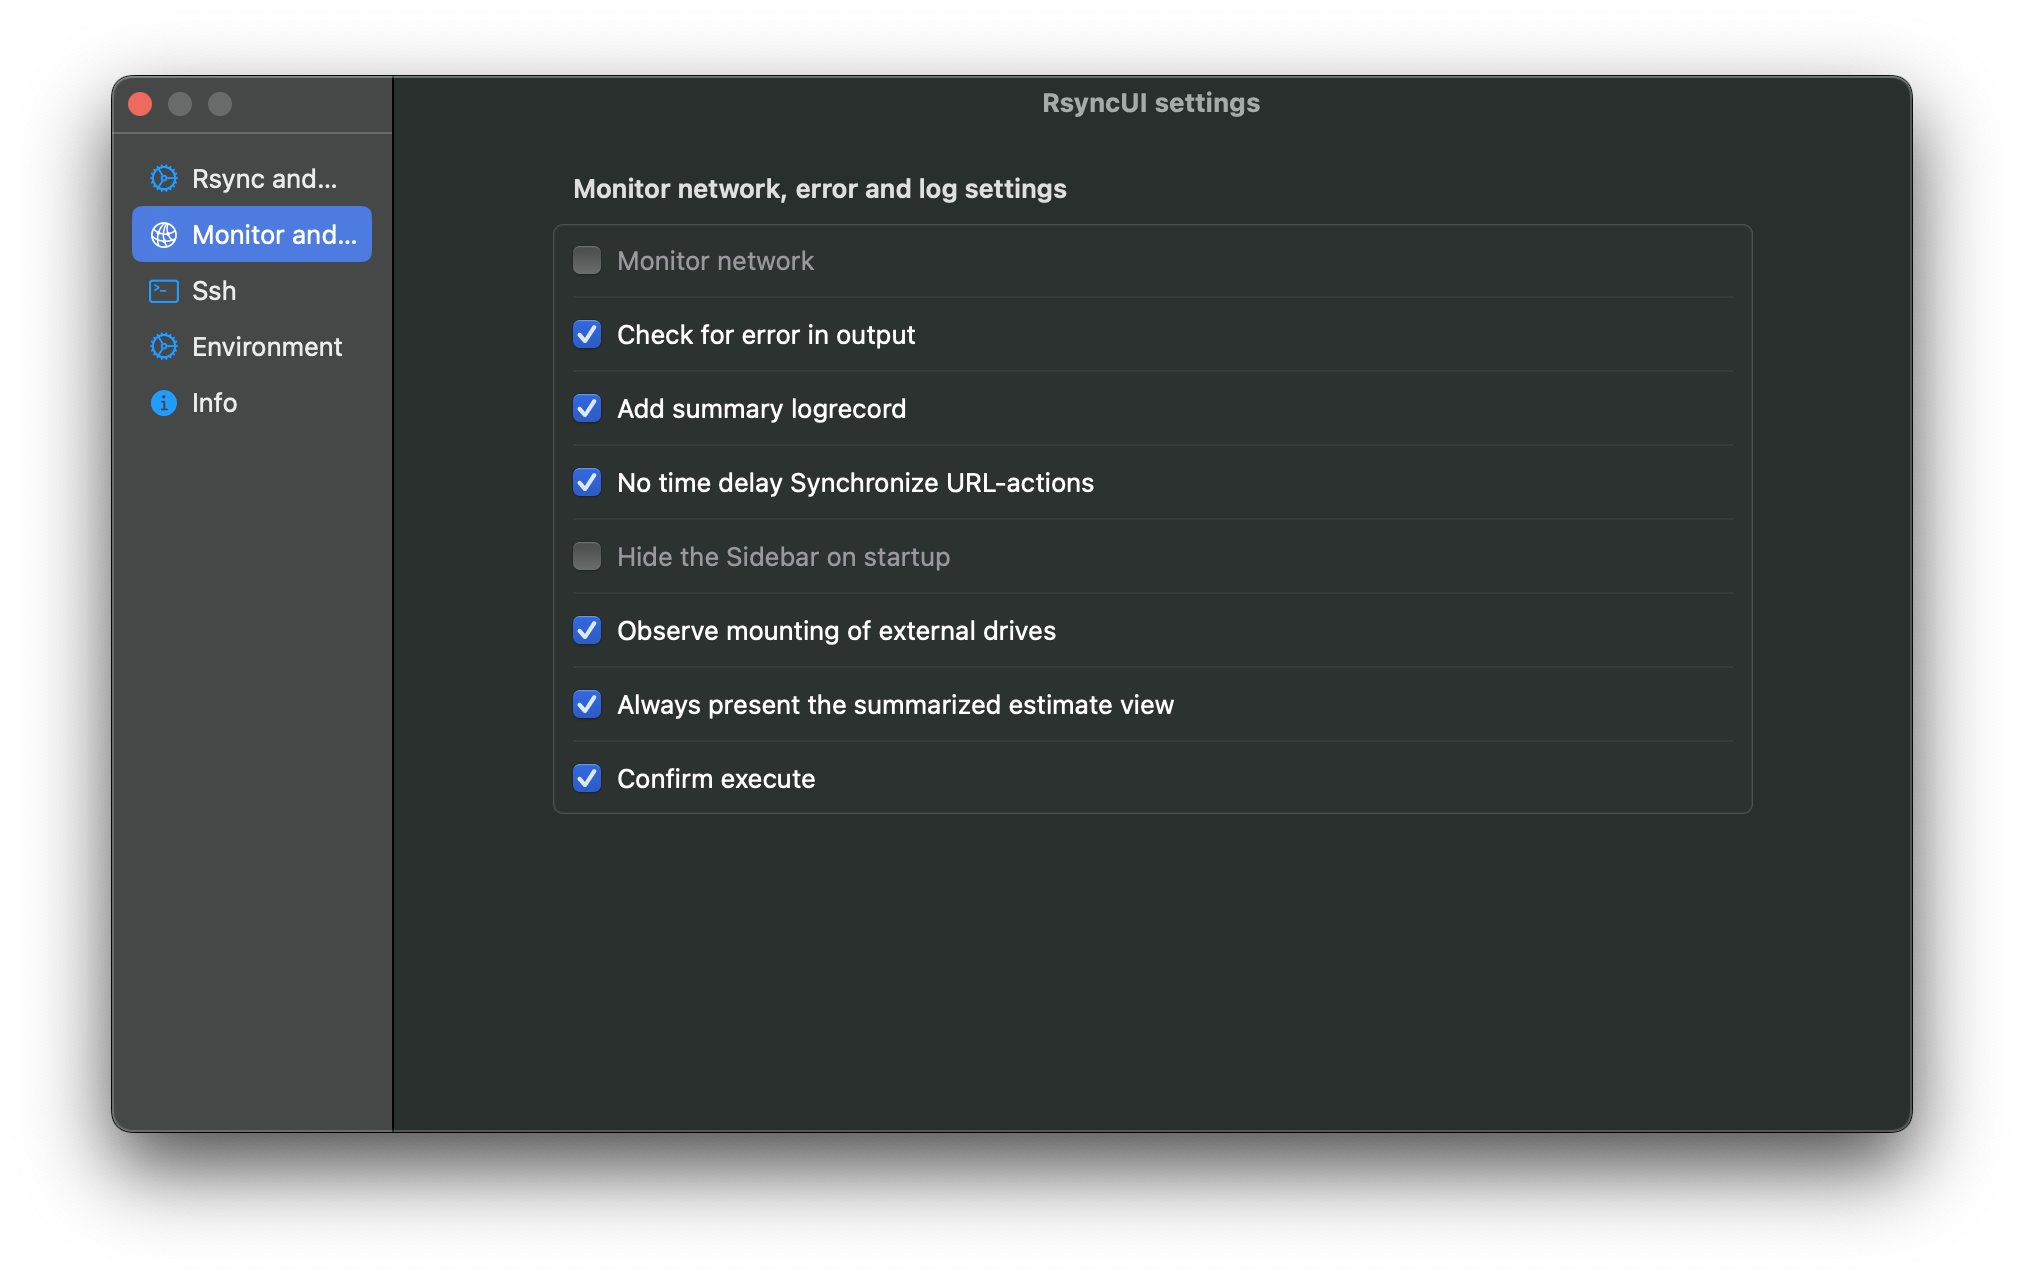 RsyncUI settings
Rsync and...
Monitor and...
Ssh
Environment
Info
Monitor network, error and log settings
Monitor network
Check for error in output
Add summary logrecord
No time delay Synchronize URL-actions
Hide the Sidebar on startup
Observe mounting of external drives
Always present the summarized estimate view
Confirm execute